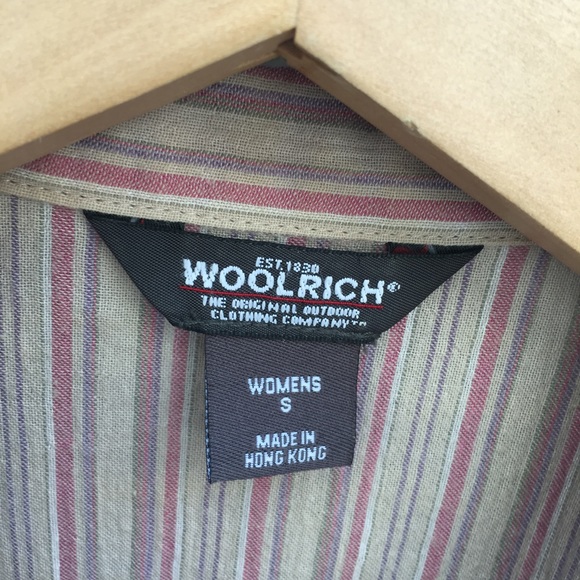 EST. 1830
WOOLRICH®
THE ORIGINAL OUTDOOR
CLOTHING COMPANY™
WOMENS
S
MADE IN
HONG KONG